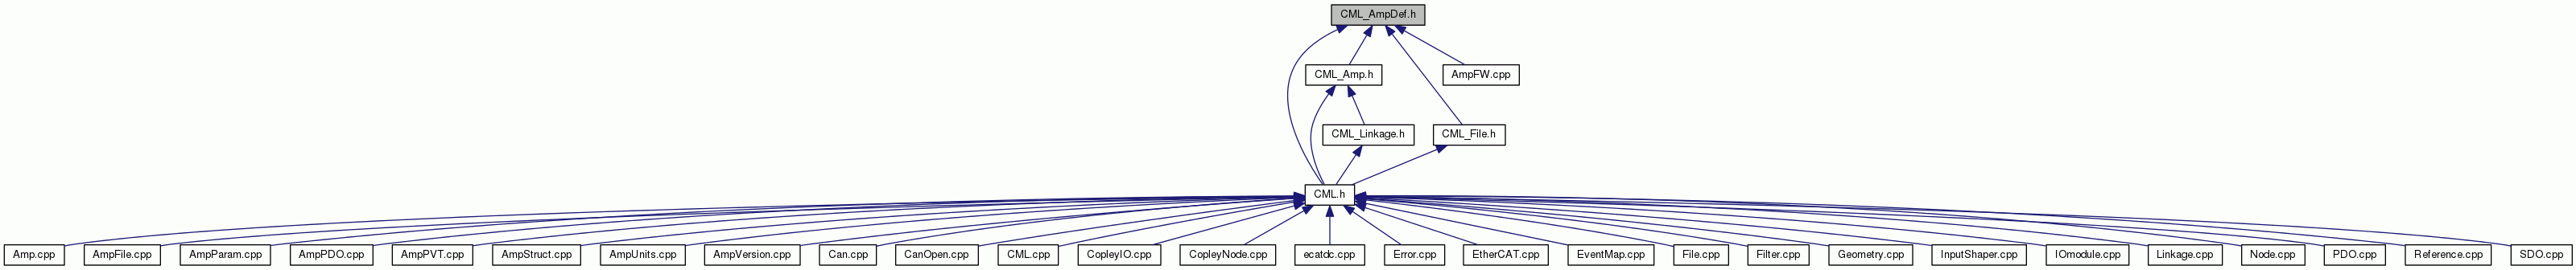 CML_AmpDef.h
CML_Amp.h
AmpFW.cpp
CML_Linkage.h
CML_File.h
CML.h
Amp.cpp
AmpFile.cpp
AmpParam.cpp
AmpPDO.cpp
AmpPVT.cpp
AmpStruct.cpp
AmpUnits.cpp
AmpVersion.cpp
Can.cpp
CanOpen.cpp
CML.cpp
CopleyIO.cpp
CopleyNode.cpp
ecatdc.cpp
Error.cpp
EtherCAT.cpp
EventMap.cpp
File.cpp
Filter.cpp
Geometry.cpp
InputShaper.cpp
IOmodule.cpp
Linkage.cpp
Node.cpp
PDO.cpp
Reference.cpp
SDO.cpp